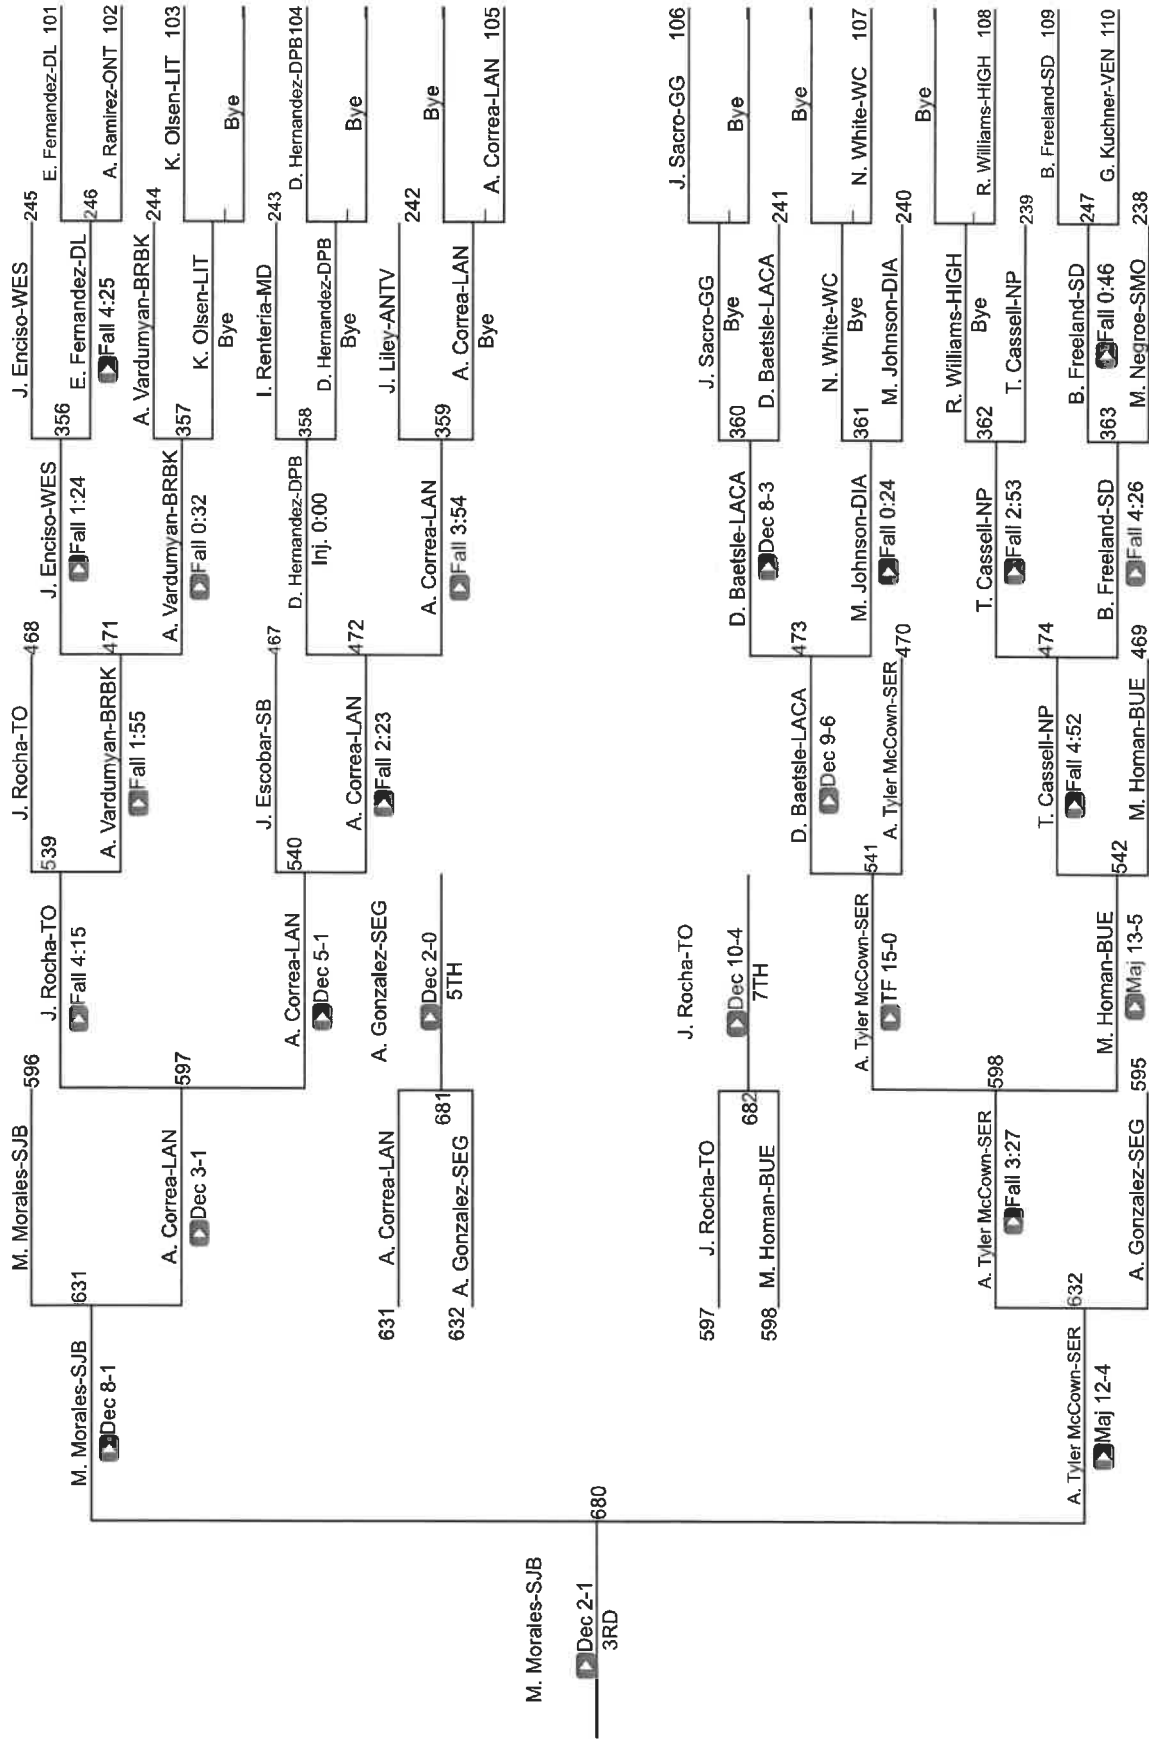 M. Morales-SJB
Dec 2-1
3RD
M. Morales-SJB
Dec 8-1
680
A. Tyler McCown-SER
Maj 12-4
M. Morales-SJB 596
631
A. Correa-LAN
Dec 3-1
631 A. Correa-LAN
681
632 A. Gonzalez-SEG
597 J. Rocha-TO
682
598 M. Homan-BUE
A. Tyler McCown-SER
Fall 3:27
632
A. Gonzalez-SEG 595
J. Rocha-TO
Fall 4:15
597
A. Correa-LAN
Dec 5-1
A. Gonzalez-SEG
Dec 2-0
5TH
J. Rocha-TO
Dec 10-4
7TH
A. Tyler McCown-SER
TF 15-0
598
M. Homan-BUE
Maj 13-5
J. Rocha-TO 468
539
A. Vardumyan-BRBK
Fall 1:55
J. Escobar-SB 467
540
A. Correa-LAN
Fall 2:23
D. Baetsle-LACA
Dec 9-6
541
A. Tyler McCown-SER 470
T. Cassell-NP
Fall 4:52
542
M. Homan-BUE 469
J. Enciso-WES
Fall 1:24
471
A. Vardumyan-BRBK
Fall 0:32
D. Hernandez-DPB
Inj. 0:00
472
A. Correa-LAN
Fall 3:54
D. Baetsle-LACA
Dec 8-3
473
M. Johnson-DIA
Fall 0:24
T. Cassell-NP
Fall 2:53
474
B. Freeland-SD
Fall 4:26
J. Enciso-WES 245
356
E. Fernandez-DL
Fall 4:25
A. Vardumyan-BRBK 244
357
K. Olsen-LIT
Bye
I. Renteria-MD 243
358
D. Hernandez-DPB
Bye
J. Liley-ANTV 242
359
A. Correa-LAN
Bye
J. Sacro-GG
Bye
360
D. Baetsle-LACA 241
N. White-WC
Bye
361
M. Johnson-DIA 240
R. Williams-HIGH
Bye
362
T. Cassell-NP 239
B. Freeland-SD
Fall 0:46
363
M. Negroe-SMO 238
E. Fernandez-DL 101
246
A. Ramirez-ONT 102
K. Olsen-LIT 103
Bye
D. Hernandez-DPB 104
Bye
Bye
A. Correa-LAN 105
J. Sacro-GG 106
Bye
Bye
N. White-WC 107
Bye
R. Williams-HIGH 108
B. Freeland-SD 109
247
G. Kuchner-VEN 110